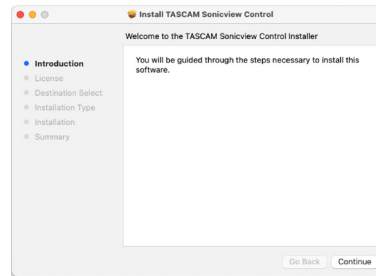 Install TASCAM Sonicview Control
Welcome to the TASCAM Sonicview Control Installer
Introduction
License
Destination Select
Installation Type
Installation
Summary
You will be guided through the steps necessary to install this
software.
Go Back
Continue